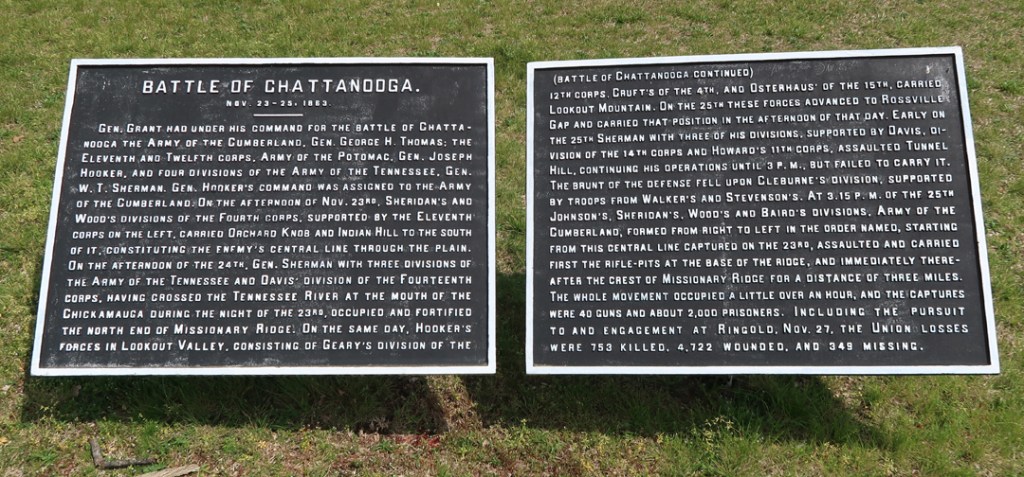 BATTLE OF CHATTANOOGA.
NOV. 23-25, 1863.
GEN. GRANT HAD UNDER HIS COMMAND FOR THE BATTLE OF CHATTA-
NOOGA THE ARMY OF THE CUMBERLAND, GEN. GEORGE H. THOMAS; THE
ELEVENTH AND TWELFTH CORPS, ARMY OF THE POTOMAC, GEN. JOSEPH
HOOKER, AND FOUR DIVISIONS OF THE ARMY OF THE TENNESSEE, GEN.
W. T. SHERMAN. GEN. HOOKER'S COMMAND WAS ASSIGNED TO THE ARMY
OF THE CUMBERLAND. ON THE AFTERNOON OF NOV. 23RD, SHERIDAN'S AND
WOOD'S DIVISIONS OF THE FOURTH CORPS, SUPPORTED BY THE ELEVENTH
CORPS ON THE LEFT, CARRIED ORCHARD KNOB AND INDIAN HILL TO THE SOUTH
OF IT, CONSTITUTING THE ENEMY'S CENTRAL LINE THROUGH THE PLAIN.
ON THE AFTERNOON OF THE 24TH, GEN. SHERMAN WITH THREE DIVISIONS OF
THE ARMY OF THE TENNESSEE AND DAVIS' DIVISION OF THE FOURTEENTH
CORPS, HAVING CROSSED THE TENNESSEE RIVER AT THE MOUTH OF THE
CHICKAMAUGA DURING THE NIGHT OF THE 23RD, OCCUPIED AND FORTIFIED
THE NORTH END OF MISSIONARY RIDGE. ON THE SAME DAY, HOOKER'S
FORCES IN LOOKOUT VALLEY, CONSISTING OF GEARY'S DIVISION OF THE
(BATTLE OF CHATTANOOGA CONTINUED)
12TH CORPS, CRUFT'S OF THE 4TH, AND OSTERHAUS' OF THE 15TH, CARRIED
LOOKOUT MOUNTAIN. ON THE 25TH THESE FORCES ADVANCED TO ROSSVILLE
GAP AND CARRIED THAT POSITION IN THE AFTERNOON OF THAT DAY. EARLY ON
THE 25TH SHERMAN WITH THREE OF HIS DIVISIONS, SUPPORTED BY DAVIS, DI-
VISION OF THE 14TH CORPS AND HOWARD'S 11TH CORPS, ASSAULTED TUNNEL
HILL, CONTINUING HIS OPERATIONS UNTIL 3 P.M., BUT FAILED TO CARRY IT.
THE BRUNT OF THE DEFENSE FELL UPON CLEBURNE'S DIVISION, SUPPORTED
BY TROOPS FROM WALKER'S AND STEVENSON'S. AT 3.15 P.M. OF THE 25TH
JOHNSON'S, SHERIDAN'S, WOOD'S AND BAIRD'S DIVISIONS, ARMY OF THE
CUMBERLAND, FORMED FROM RIGHT TO LEFT IN THE ORDER NAMED, STARTING
FROM THIS CENTRAL LINE CAPTURED ON THE 23RD, ASSAULTED AND CARRIED
FIRST THE RIFLE-PITS AT THE BASE OF THE RIDGE, AND IMMEDIATELY THERE-
AFTER THE CREST OF MISSIONARY RIDGE FOR A DISTANCE OF THREE MILES.
THE WHOLE MOVEMENT OCCUPIED A LITTLE OVER AN HOUR, AND THE CAPTURES
WERE 40 GUNS AND ABOUT 2,000 PRISONERS. INCLUDING THE PURSUIT
TO AND ENGAGEMENT AT RINGOLD, NOV. 27, THE UNION LOSSES
WERE 753 KILLED, 4,722 WOUNDED, AND 349 MISSING.